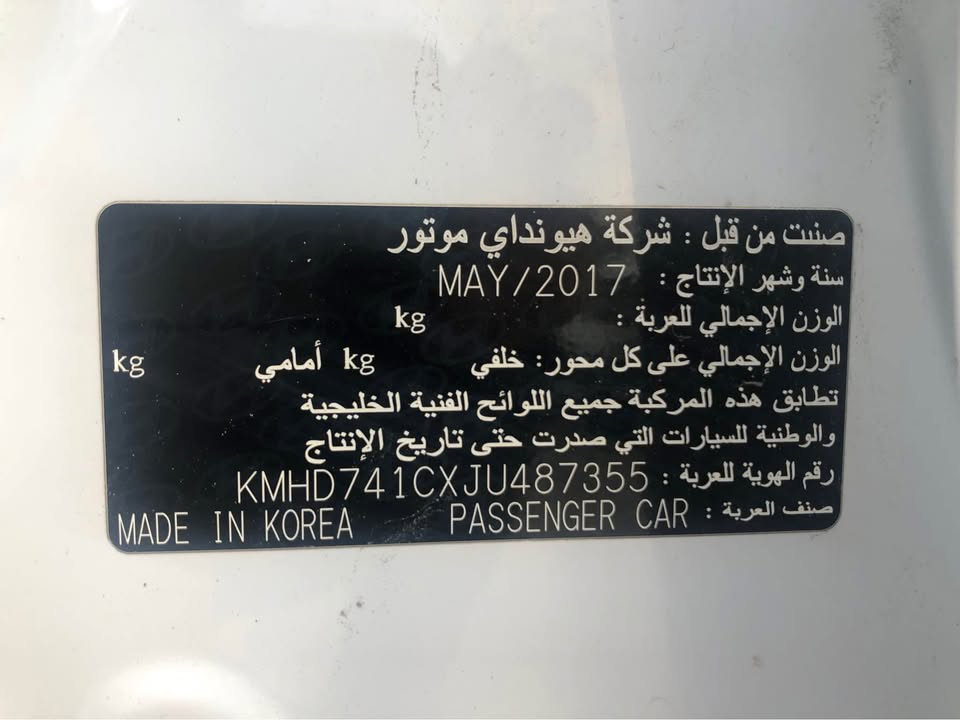 صنعت من قبل : شركة هيونداي موتور
سنة وشهر الإنتاج : MAY/2017
الوزن الإجمالي للعربة : kg
الوزن الإجمالي على كل محور: خلفي kg أمامي kg
تطابق هذه المركبة جميع اللوائح الفنية الخليجية
والوطنية للسيارات التي صدرت حتى تاريخ الإنتاج
رقم الهوية للعربة : KMHD741CXJU487355
صنف العربة : PASSENGER CAR MADE IN KOREA